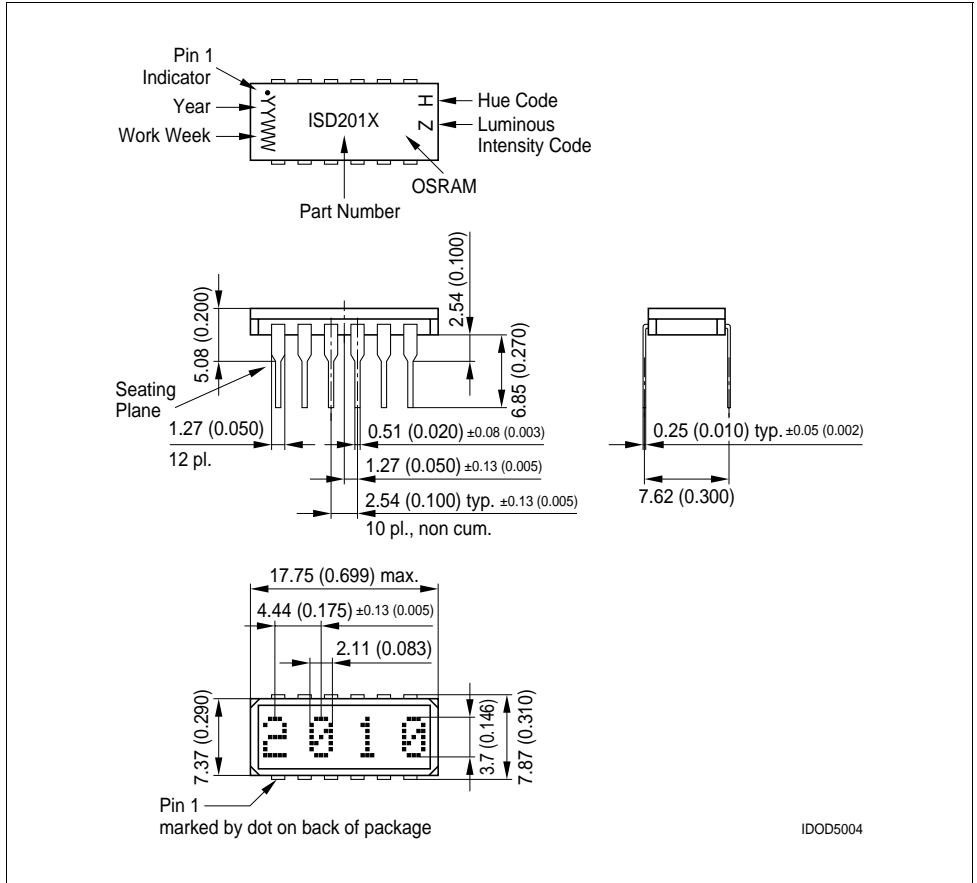 Pin 1
Indicator
Year
Work Week
YYWW
ISD201X
H
Z
Hue Code
Luminous
Intensity Code
OSRAM
Part Number
5.08 (0.200)
2.54 (0.100)
6.85 (0.270)
Seating
Plane
1.27 (0.050)
12 pl.
0.51 (0.020) ±0.08 (0.003)
1.27 (0.050) ±0.13 (0.005)
2.54 (0.100) typ. ±0.13 (0.005)
10 pl., non cum.
0.25 (0.010) typ. ±0.05 (0.002)
7.62 (0.300)
17.75 (0.699) max.
4.44 (0.175) ±0.13 (0.005)
2.11 (0.083)
7.37 (0.290)
2010
3.7 (0.146)
7.87 (0.310)
Pin 1
marked by dot on back of package
IDOD5004